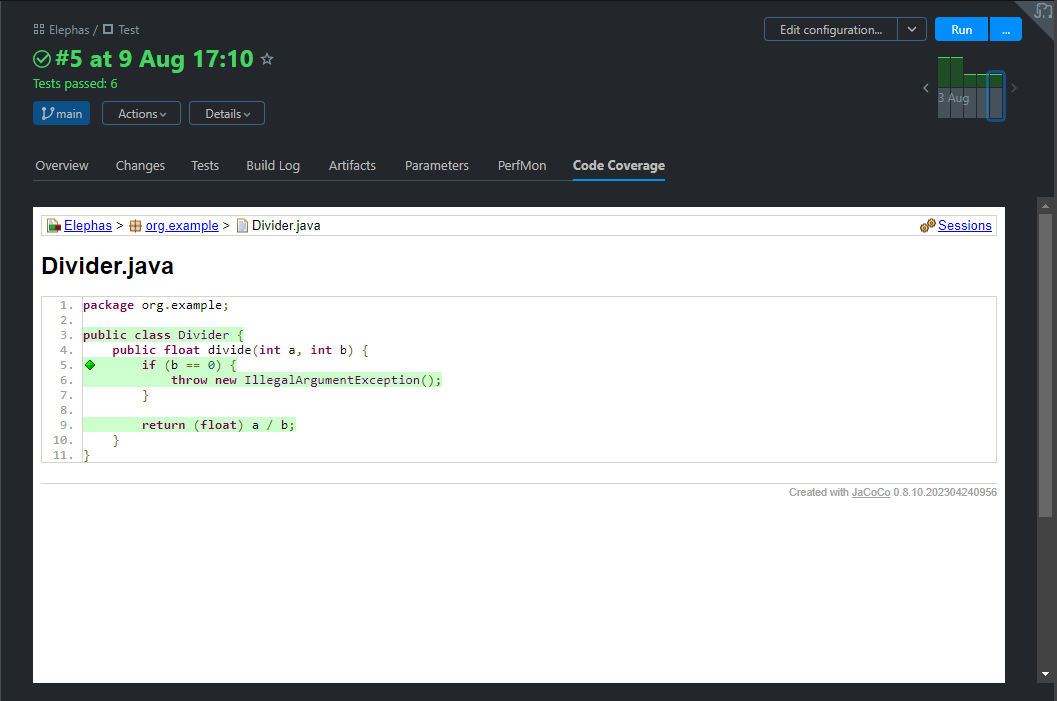 Elephas / Test
#5 at 9 Aug 17:10
Tests passed: 6
main Actions Details
Edit configuration... Run ...
3 Aug
Overview Changes Tests Build Log Artifacts Parameters PerfMon Code Coverage
Elephas > org.example > Divider.java Sessions
Divider.java
1. package org.example;
2.
3. public class Divider {
4. public float divide(int a, int b) {
5. if (b == 0) {
6. throw new IllegalArgumentException();
7. }
8.
9. return (float) a / b;
10. }
11. }
Created with JaCoCo 0.8.10.202304240956